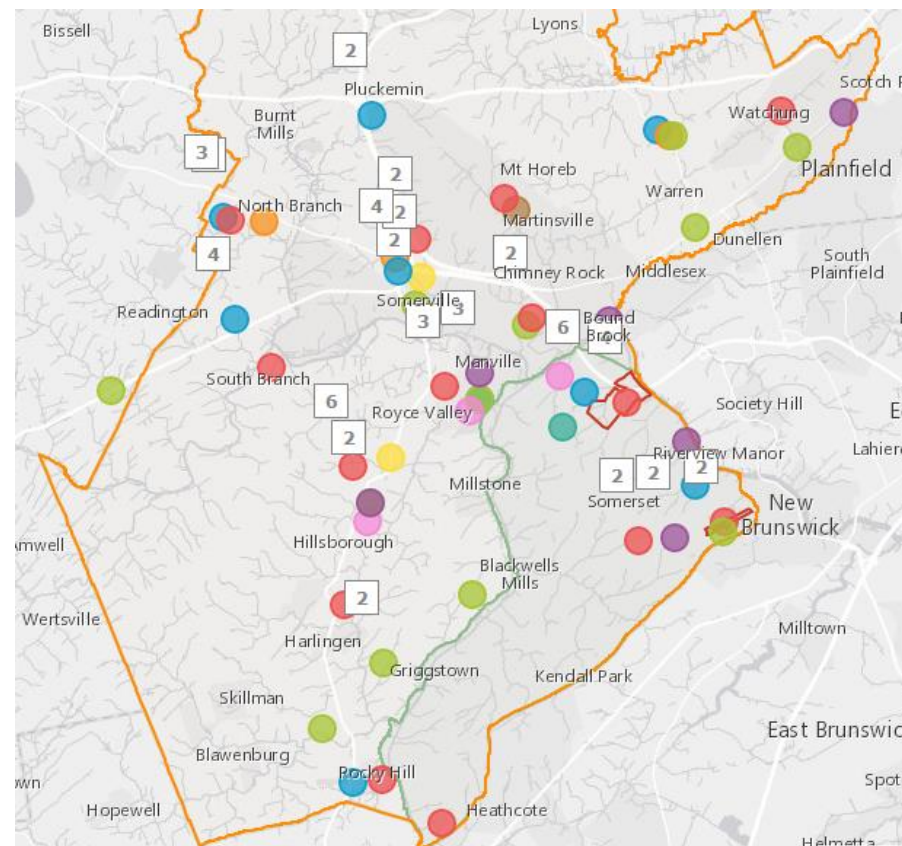 Bissell
Lyons
2
Pluckemin
Scotch P
Burnt
Mills
Watchung
3
Mt Horeb
Plainfield
2
Warren
North Branch
4
2
Martinsville
2
Dunellen
4
2
Chimney Rock
Middlesex
South
Plainfield
Readington
Somerville
3
3
6
Bound
Brook
Manville
South Branch
6
Royce Valley
Society Hill
2
Riverview Manor
Lahier
Millstone
2
2
2
Somerset
New
Brunswick
Hillsborough
Amwell
Blackwells
Mills
2
Wertsville
Milltown
Harlingen
Griggstown
Kendall Park
Skillman
East Brunswic
Blawenburg
Rocky Hill
own
Spot
Hopewell
Heathcote
Helmetta